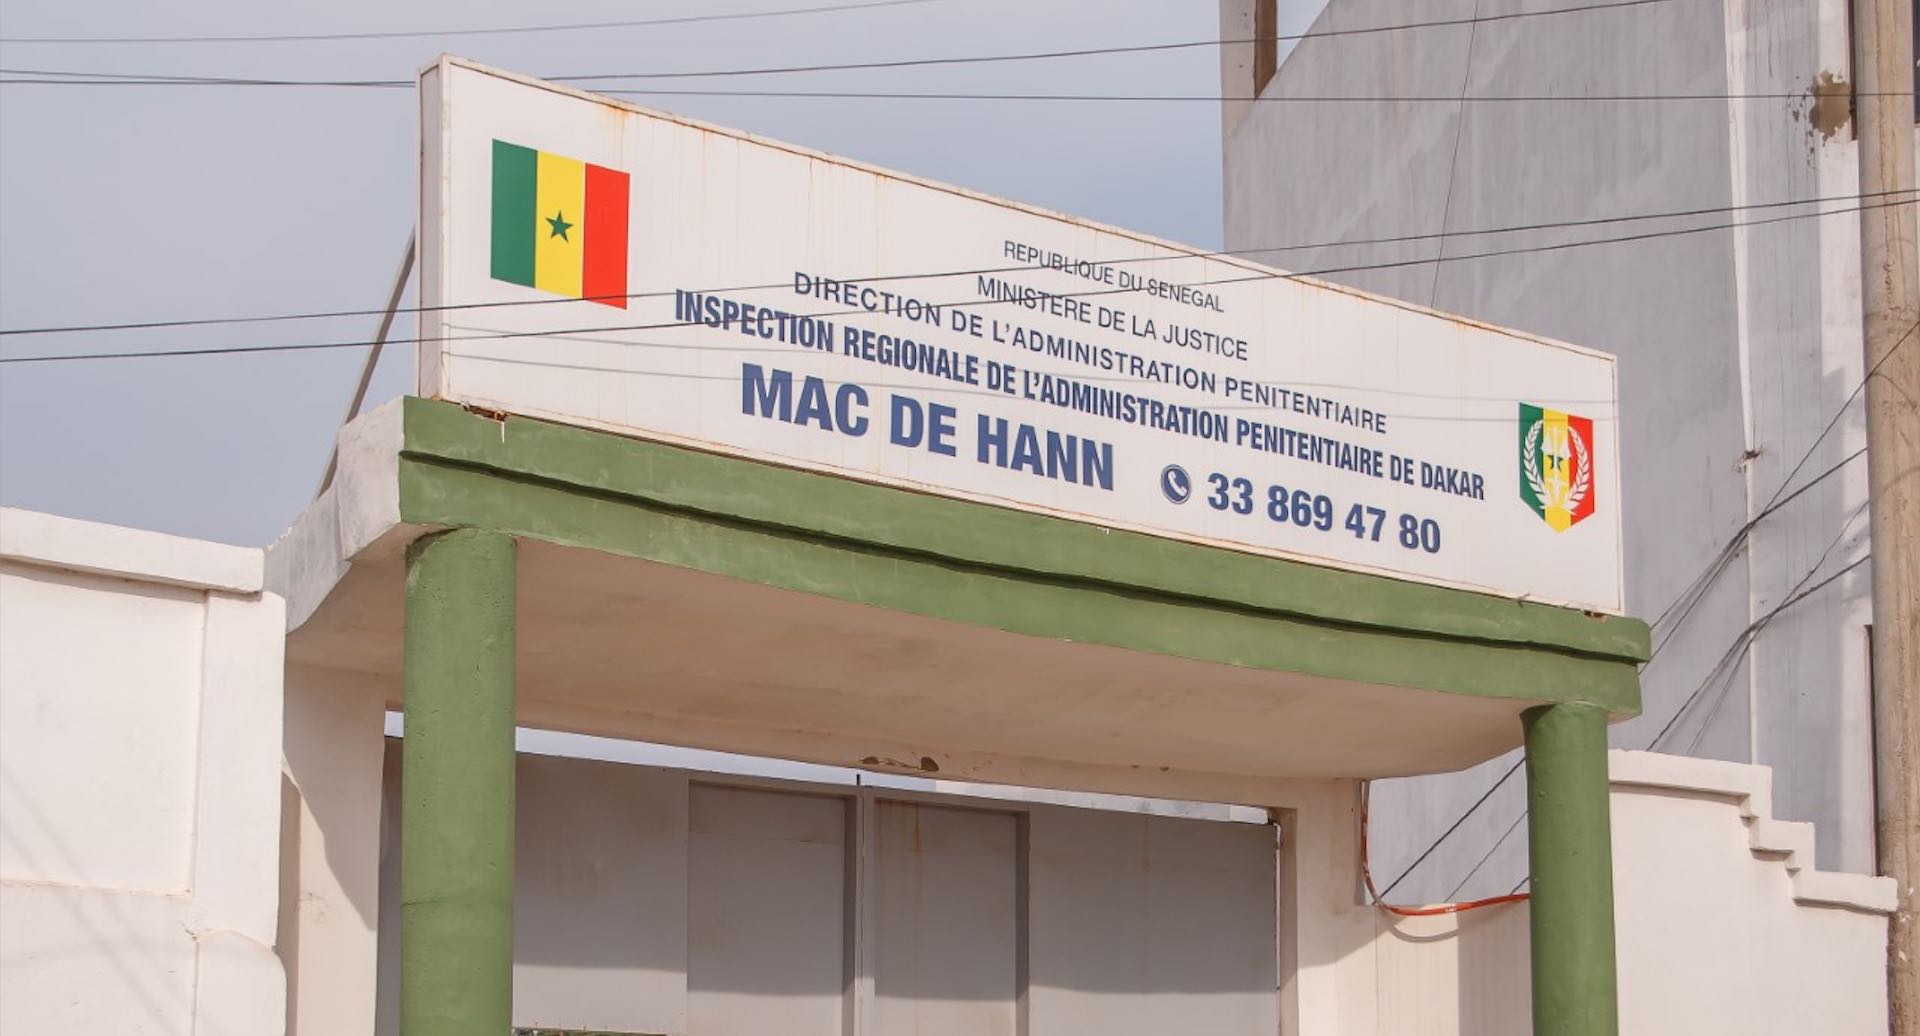 REPUBLIQUE DU SENEGAL
MINISTERE DE LA JUSTICE
DIRECTION DE L'ADMINISTRATION PENITENTIAIRE
INSPECTION REGIONALE DE L'ADMINISTRATION PENITENTIAIRE DE DAKAR
MAC DE HANN
33 869 47 80